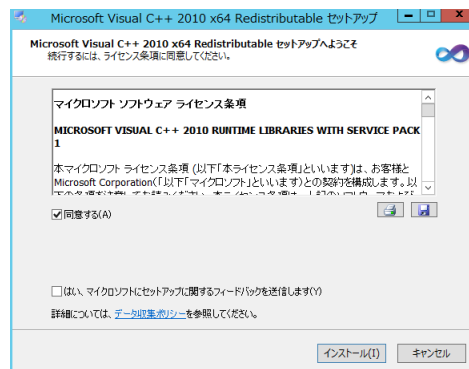 Microsoft Visual C++ 2010 x64 Redistributable セットアップ
Microsoft Visual C++ 2010 x64 Redistributable セットアップへようこそ
続行するには、ライセンス条項に同意してください。
マイクロソフト ソフトウェア ライセンス条項
MICROSOFT VISUAL C++ 2010 RUNTIME LIBRARIES WITH SERVICE PACK
1
本マイクロソフト ライセンス条項 (以下「本ライセンス条項」といいます)は、お客様と
Microsoft Corporation(「以下「マイクロソフト」といいます)との契約を構成します。以
同意する(A)
はい、マイクロソフトにセットアップに関するフィードバックを送信します(Y)
詳細については、データ収集ポリシーを参照してください。
インストール(I) キャンセル